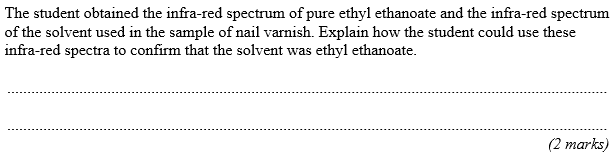 The student obtained the infra-red spectrum of pure ethyl ethanoate and the infra-red spectrum
of the solvent used in the sample of nail varnish. Explain how the student could use these
infra-red spectra to confirm that the solvent was ethyl ethanoate.
(2 marks)